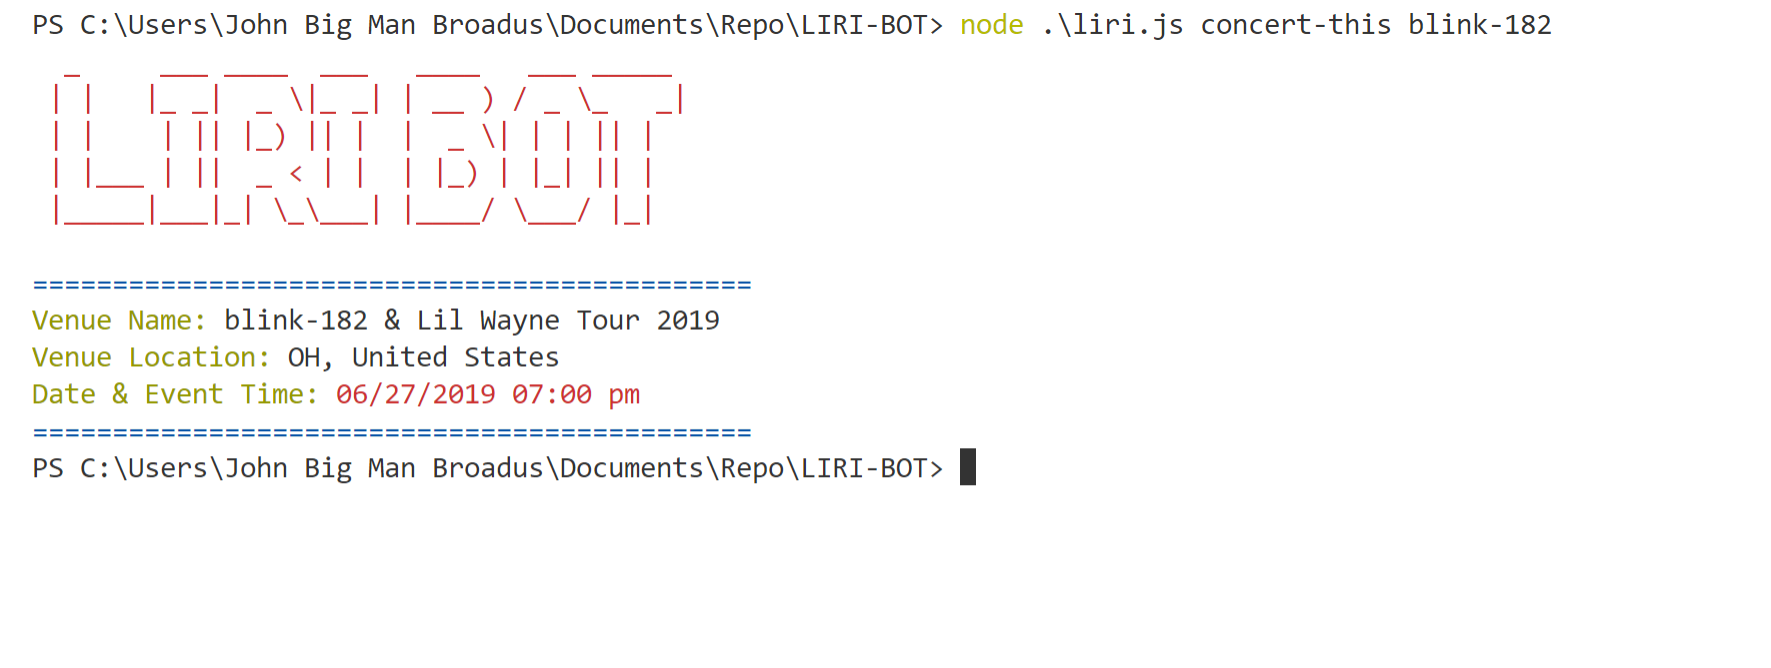 PS C:\Users\John Big Man Broadus\Documents\Repo\LIRI-BOT> node .\liri.js concert-this blink-182
LIRI BOT
=============================================
Venue Name: blink-182 & Lil Wayne Tour 2019
Venue Location: OH, United States
Date & Event Time: 06/27/2019 07:00 pm
=============================================
PS C:\Users\John Big Man Broadus\Documents\Repo\LIRI-BOT>